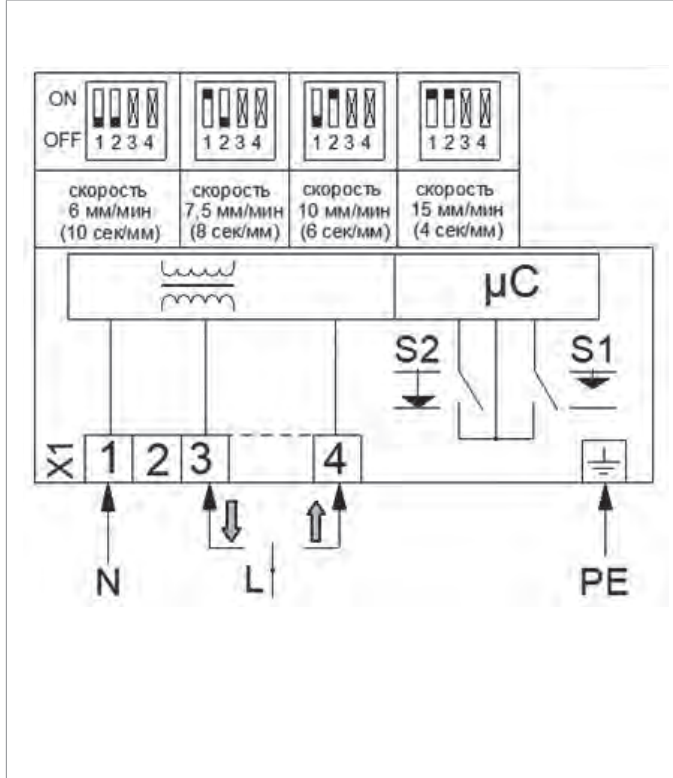 ON
OFF
1 2 3 4
1 2 3 4
1 2 3 4
1 2 3 4
скорость
6 мм/мин
(10 сек/мм)
скорость
7,5 мм/мин
(8 сек/мм)
скорость
10 мм/мин
(6 сек/мм)
скорость
15 мм/мин
(4 сек/мм)
µC
S2
S1
X1
1
2
3
4
N
L
PE